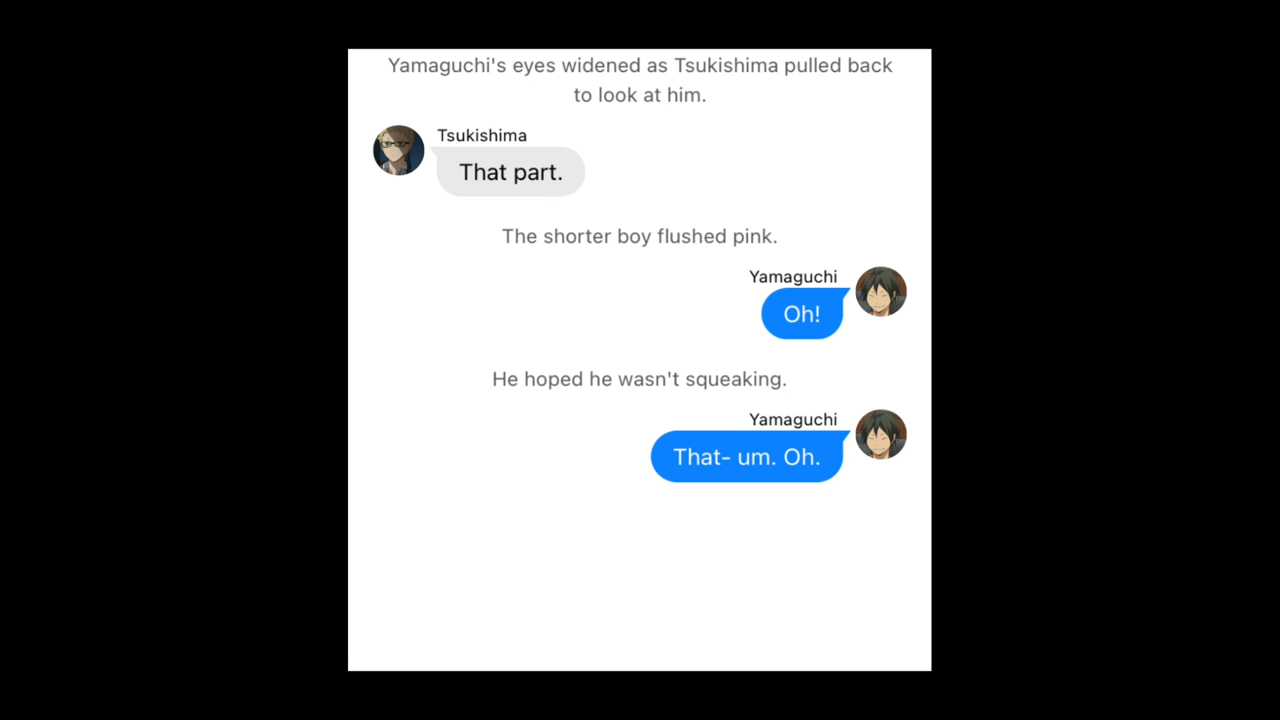 Yamaguchi's eyes widened as Tsukishima pulled back
to look at him.
Tsukishima
That part.
The shorter boy flushed pink.
Yamaguchi
Oh!
He hoped he wasn't squeaking.
Yamaguchi
That- um. Oh.